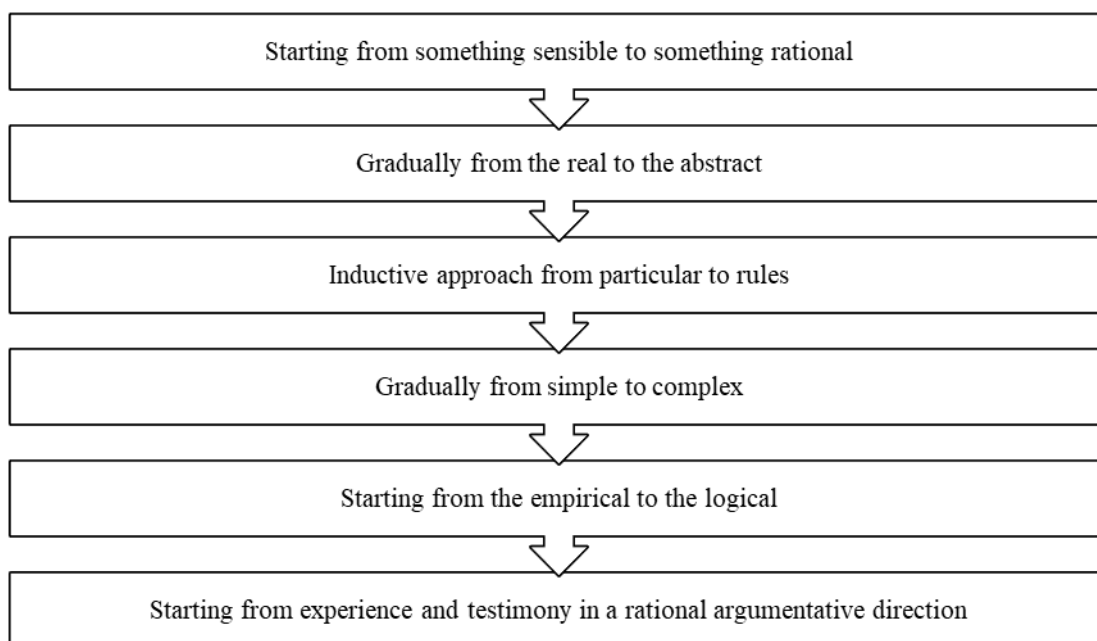 Starting from something sensible to something rational
Gradually from the real to the abstract
Inductive approach from particular to rules
Gradually from simple to complex
Starting from the empirical to the logical
Starting from experience and testimony in a rational argumentative direction